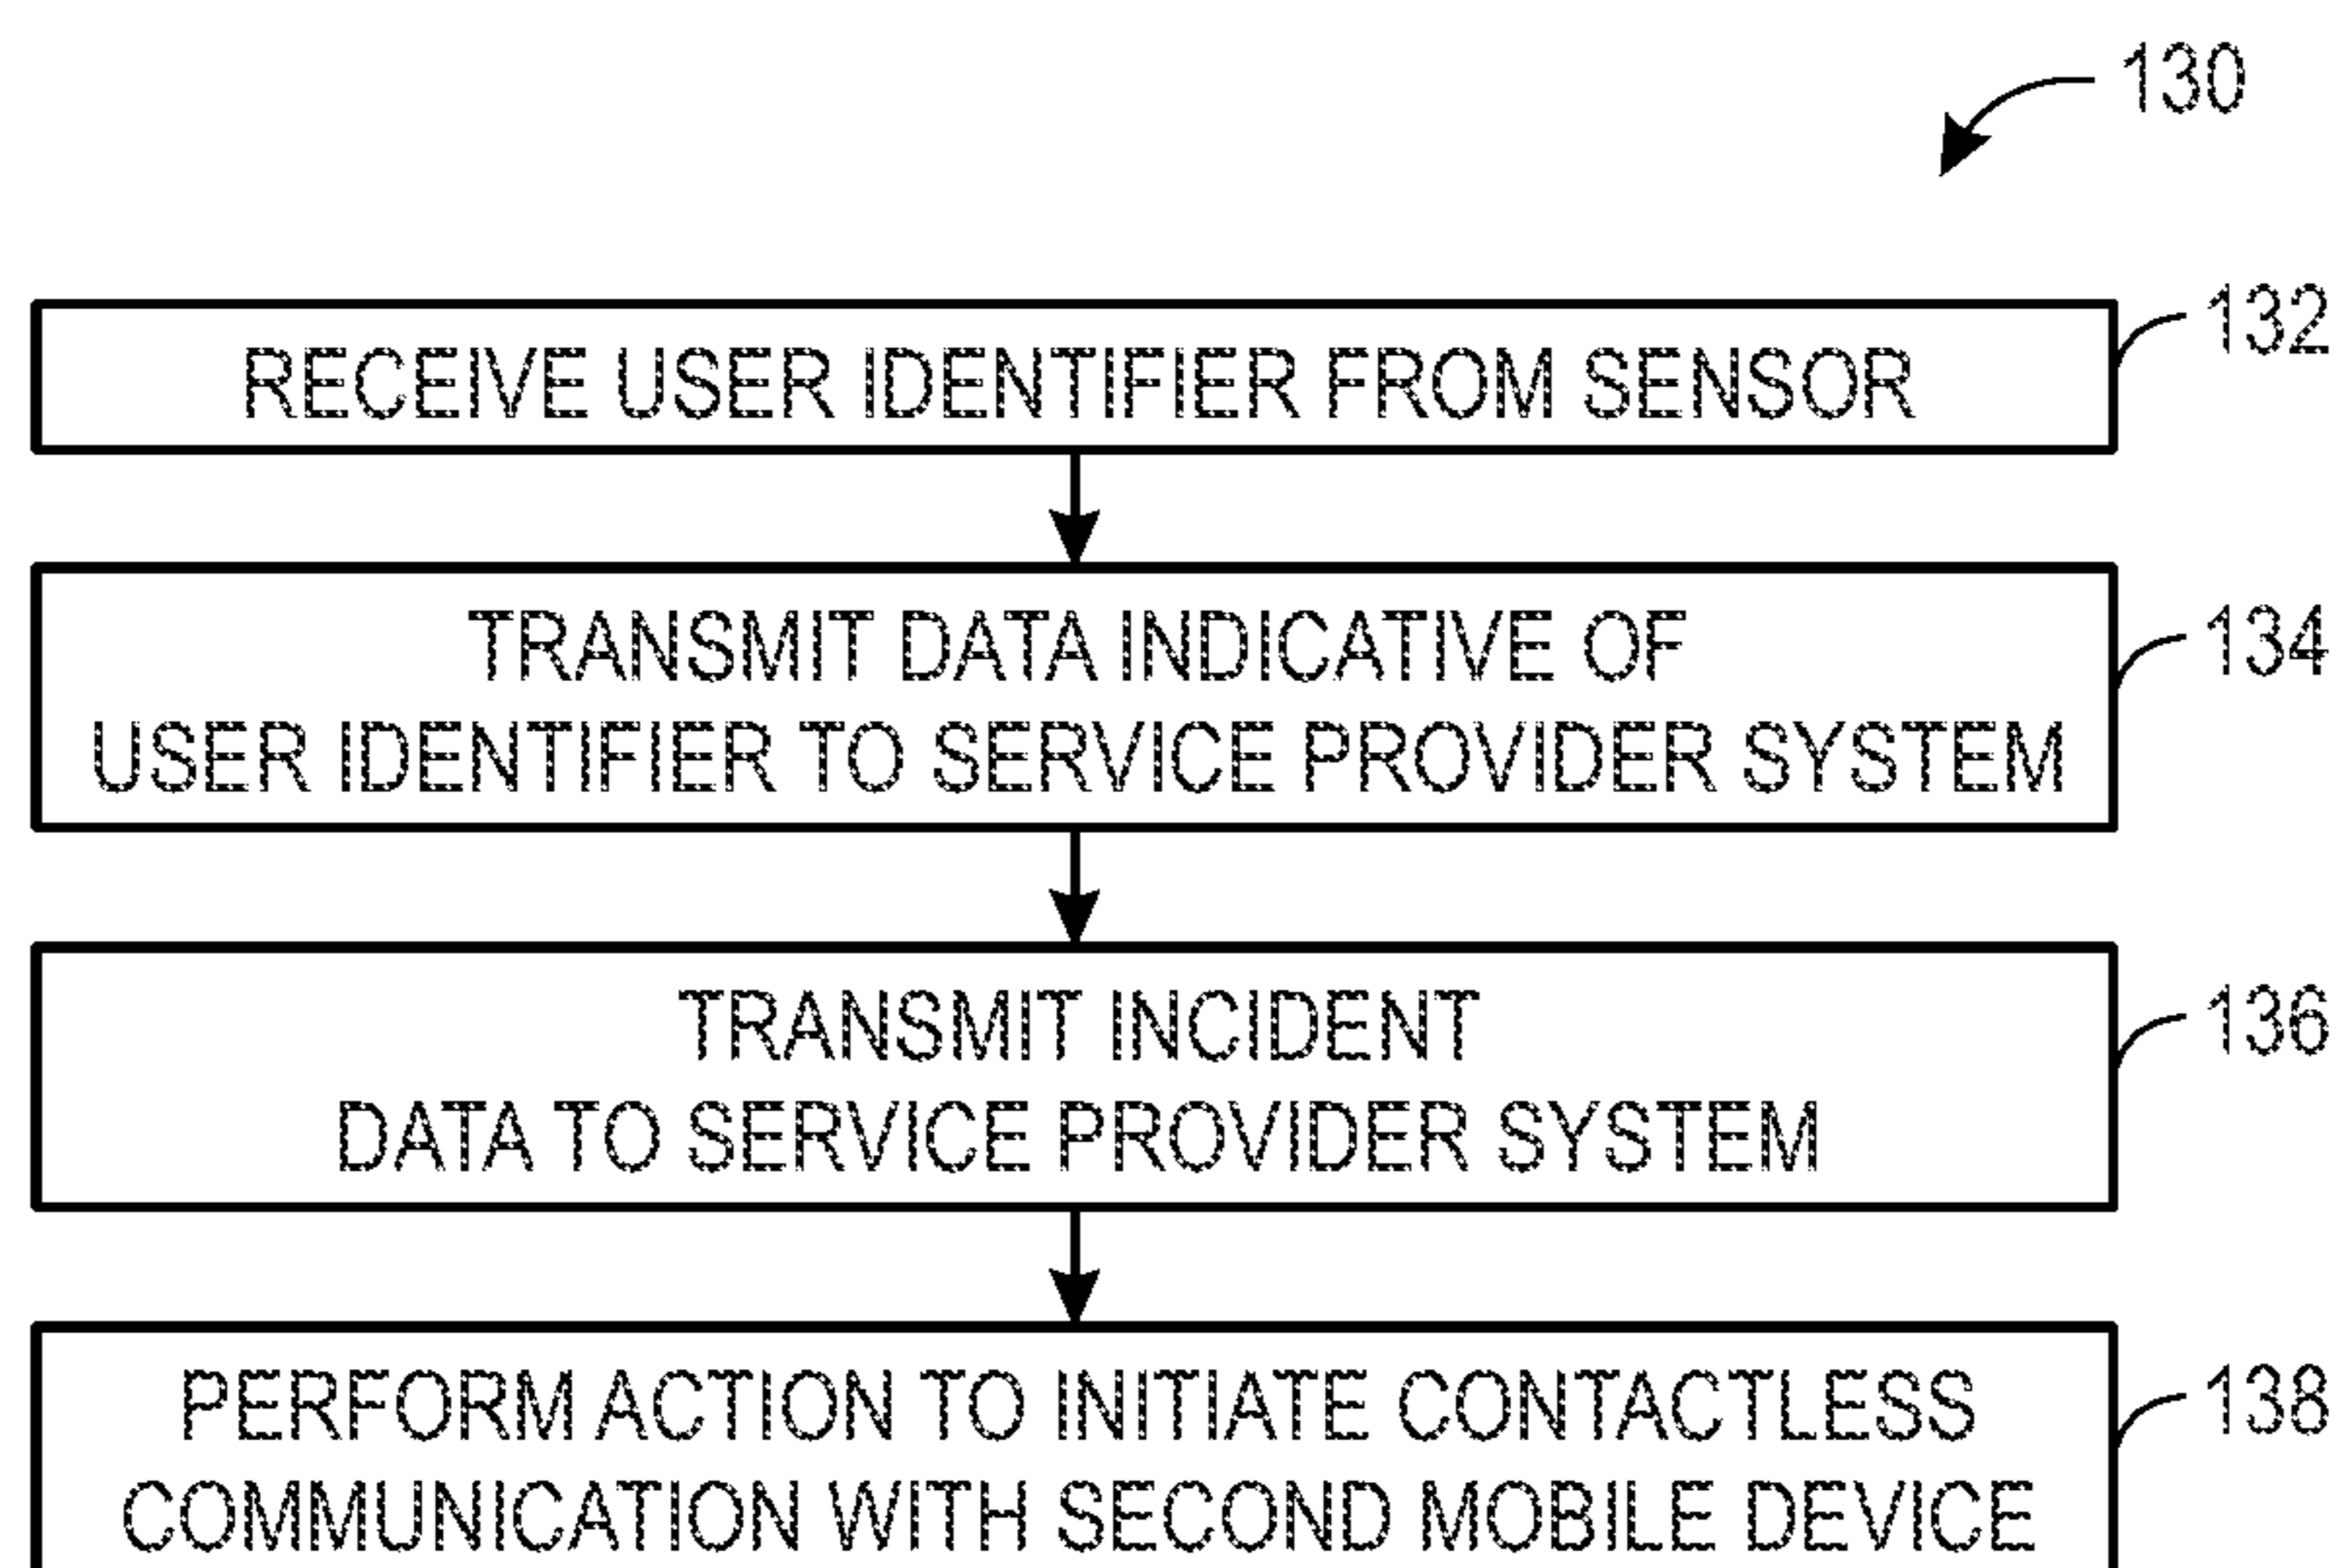 130
RECEIVE USER IDENTIFIER FROM SENSOR
132
TRANSMIT DATA INDICATIVE OF
USER IDENTIFIER TO SERVICE PROVIDER SYSTEM
134
TRANSMIT INCIDENT
DATA TO SERVICE PROVIDER SYSTEM
136
PERFORM ACTION TO INITIATE CONTACTLESS
COMMUNICATION WITH SECOND MOBILE DEVICE
138